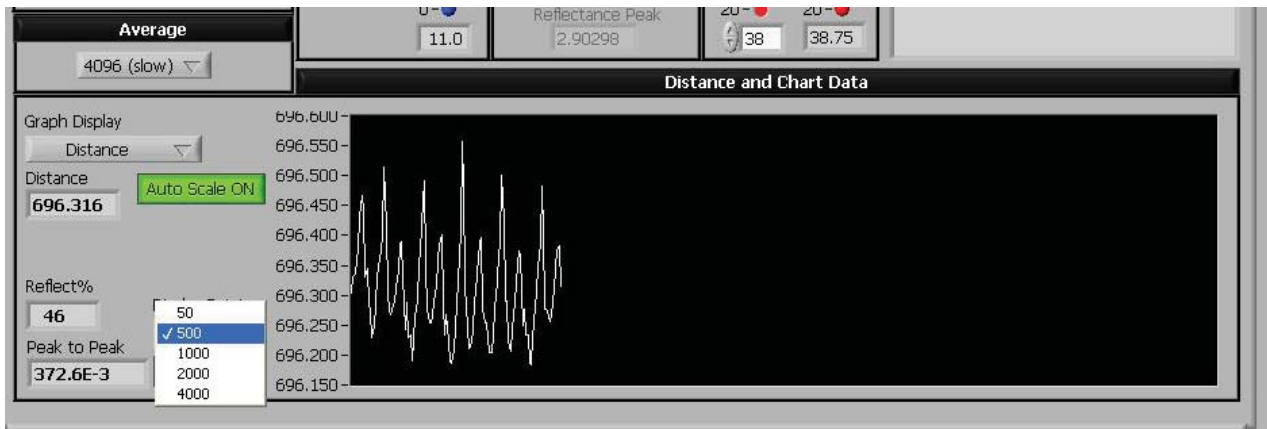 Average
4096 (slow)
0-
11.0
Reflectance Peak
2.90298
20- 20-
38 38.75
Distance and Chart Data
Graph Display
Distance
Distance
696.316
Auto Scale ON
Reflect%
46
Peak to Peak
372.6E-3
50
✓ 500
1000
2000
4000
696.600-
696.550-
696.500-
696.450-
696.400-
696.350-
696.300-
696.250-
696.200-
696.150-